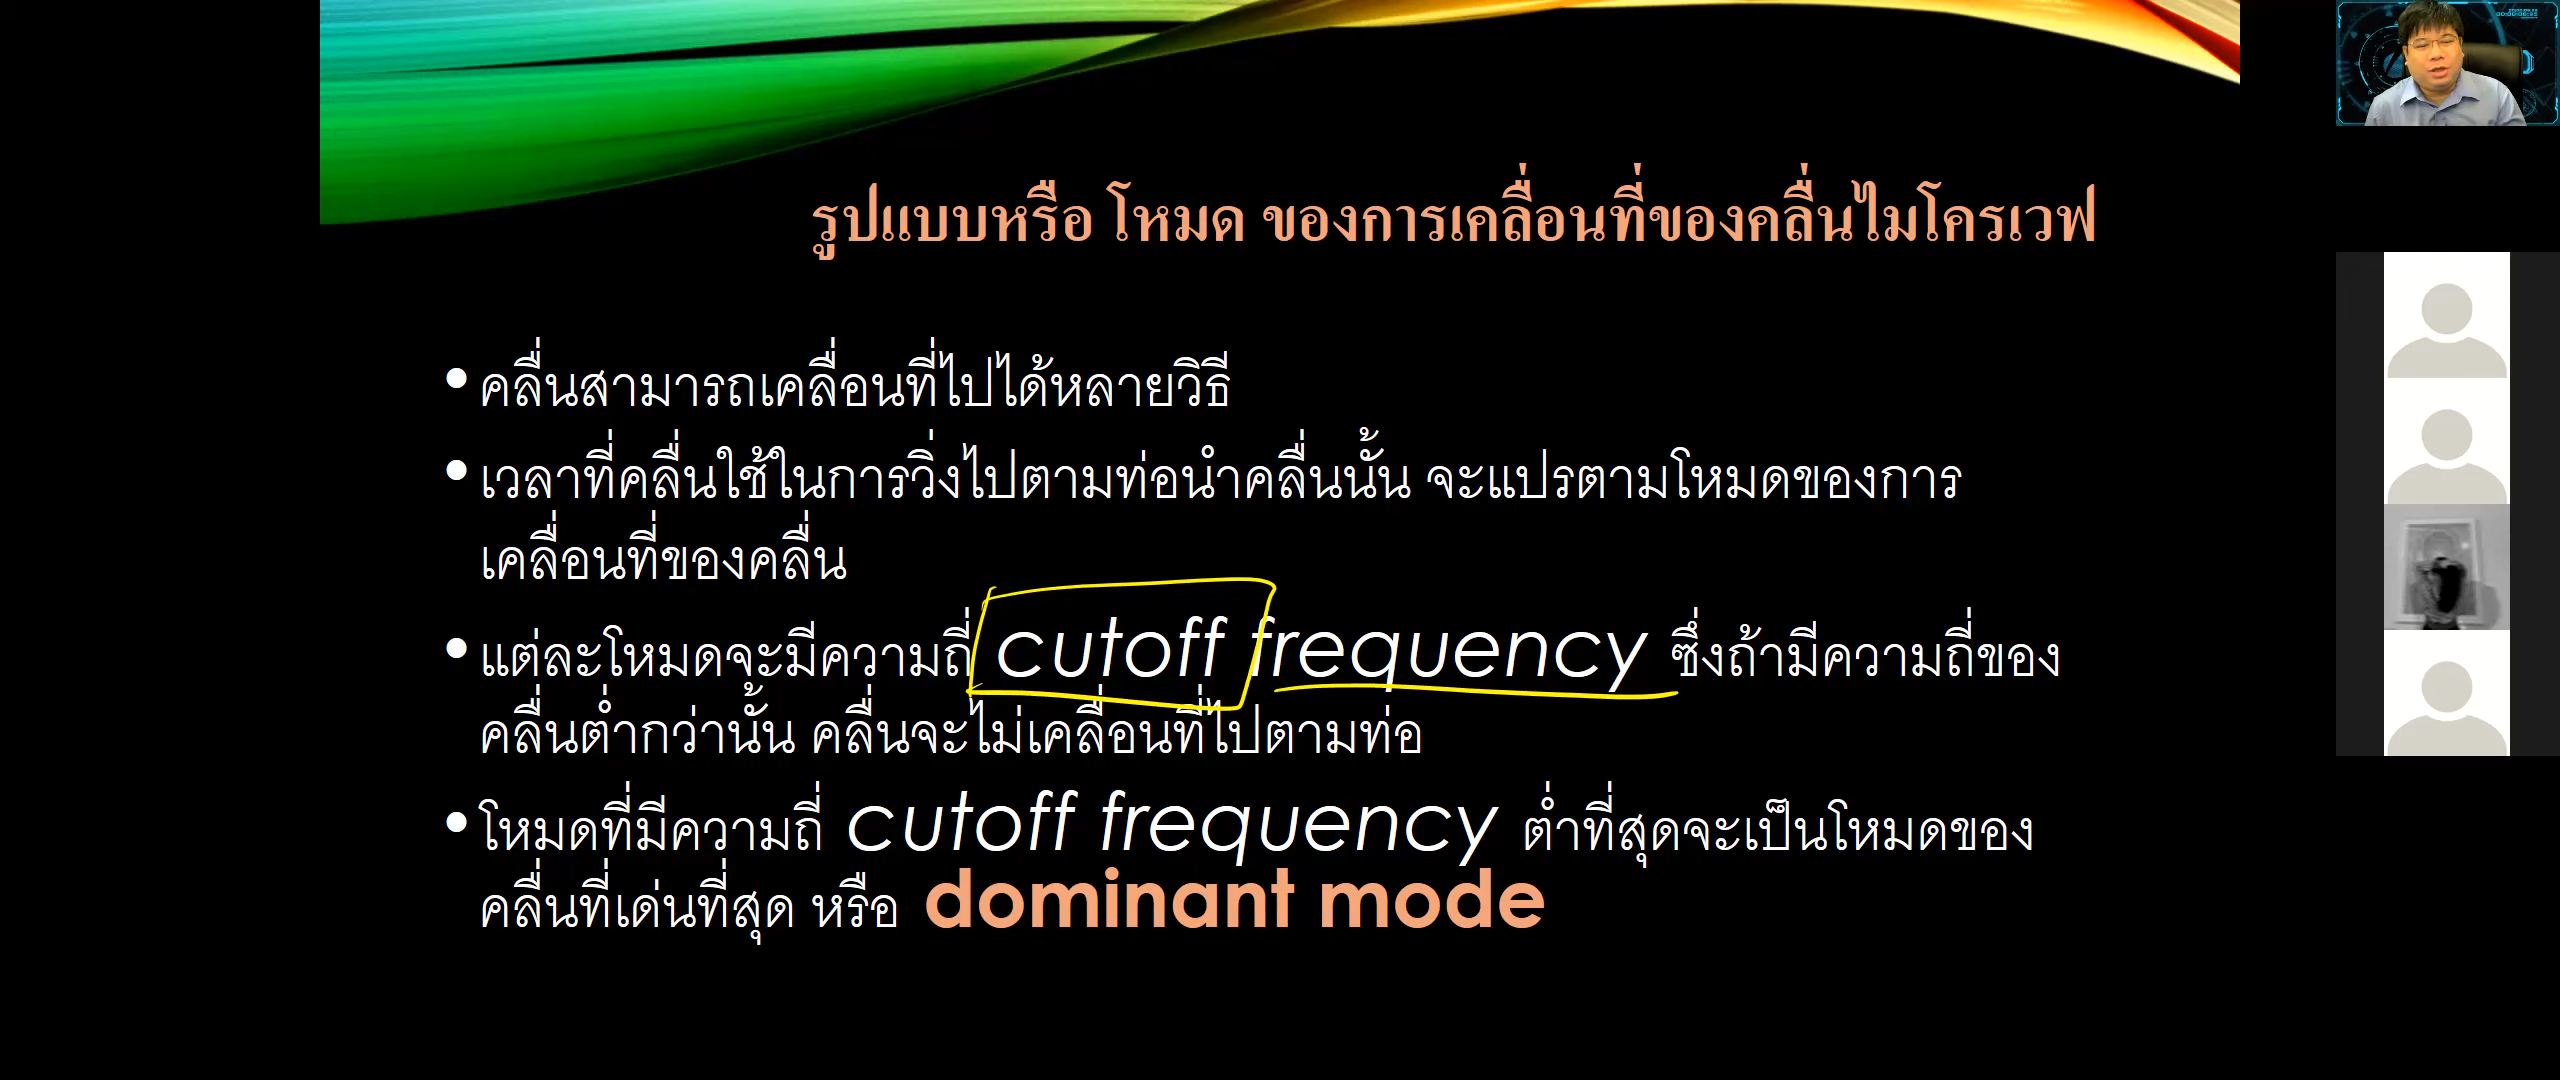 รูปแบบหรือ โหมด ของการเคลื่อนที่ของคลื่นไมโครเวฟ
•คลื่นสามารถเคลื่อนที่ไปได้หลายวิธี
•เวลาที่คลื่นใช้ในการวิ่งไปตามท่อนำคลื่นนั้น จะแปรตามโหมดของการ
เคลื่อนที่ของคลื่น
•แต่ละโหมดจะมีความถี่ cutoff frequency ซึ่งถ้ามีความถี่ของ
คลื่นต่ำกว่านั้น คลื่นจะไม่เคลื่อนที่ไปตามท่อ
•โหมดที่มีความถี่ cutoff frequency ต่ำที่สุดจะเป็นโหมดของ
คลื่นที่เด่นที่สุด หรือ dominant mode